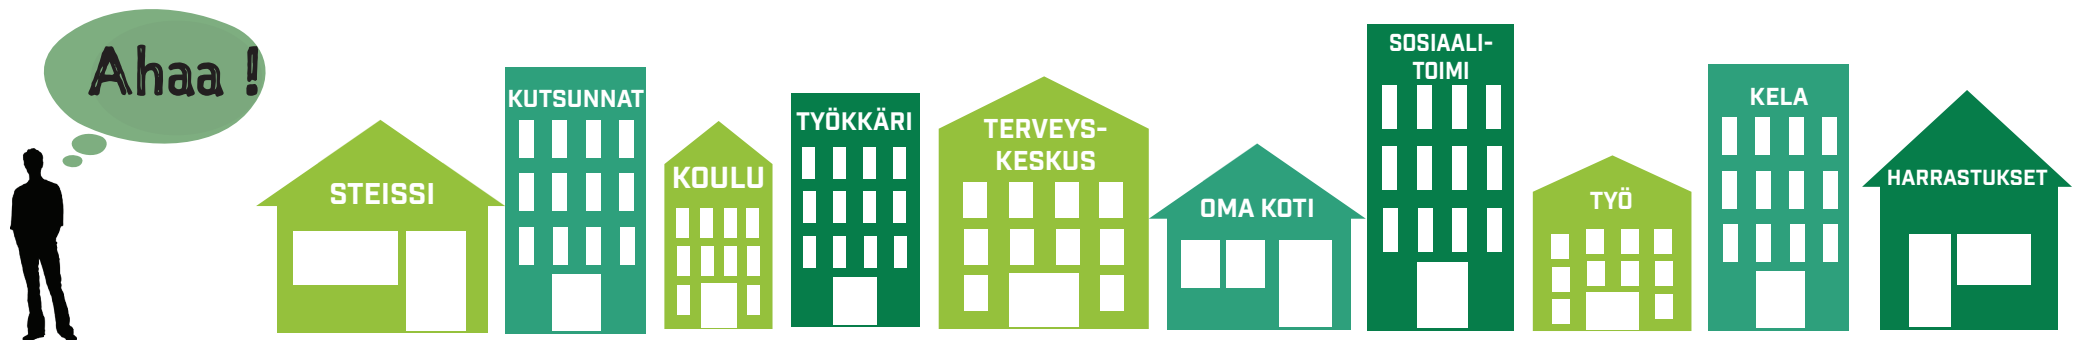 Ahaa !
STEISSI
KUTSUNNAT
KOULU
TYÖKKÄRI
TERVEYS-
KESKUS
OMA KOTI
SOSIAALI-
TOIMI
TYÖ
KELA
HARRASTUKSET